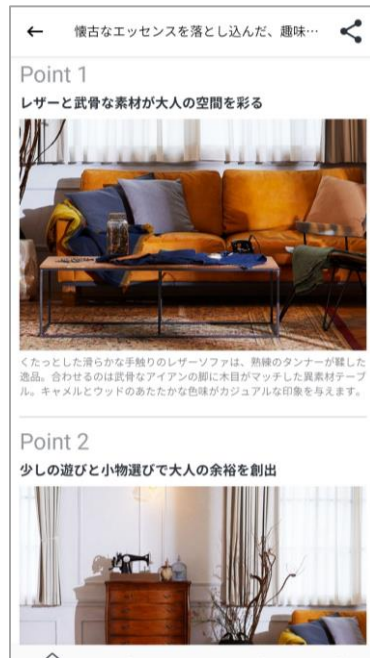 懐古なエッセンスを落とし込んだ、趣味…
Point 1
レザーと武骨な素材が大人の空間を彩る
くたっとした滑らかな手触りのレザーソファは、熟練のタンナーが鞣した
逸品。合わせるのは武骨なアイアンの脚に木目がマッチした異素材テーブ
ル。キャメルとウッドのあたたかな色味がカジュアルな印象を与えます。
Point 2
少しの遊びと小物選びで大人の余裕を創出